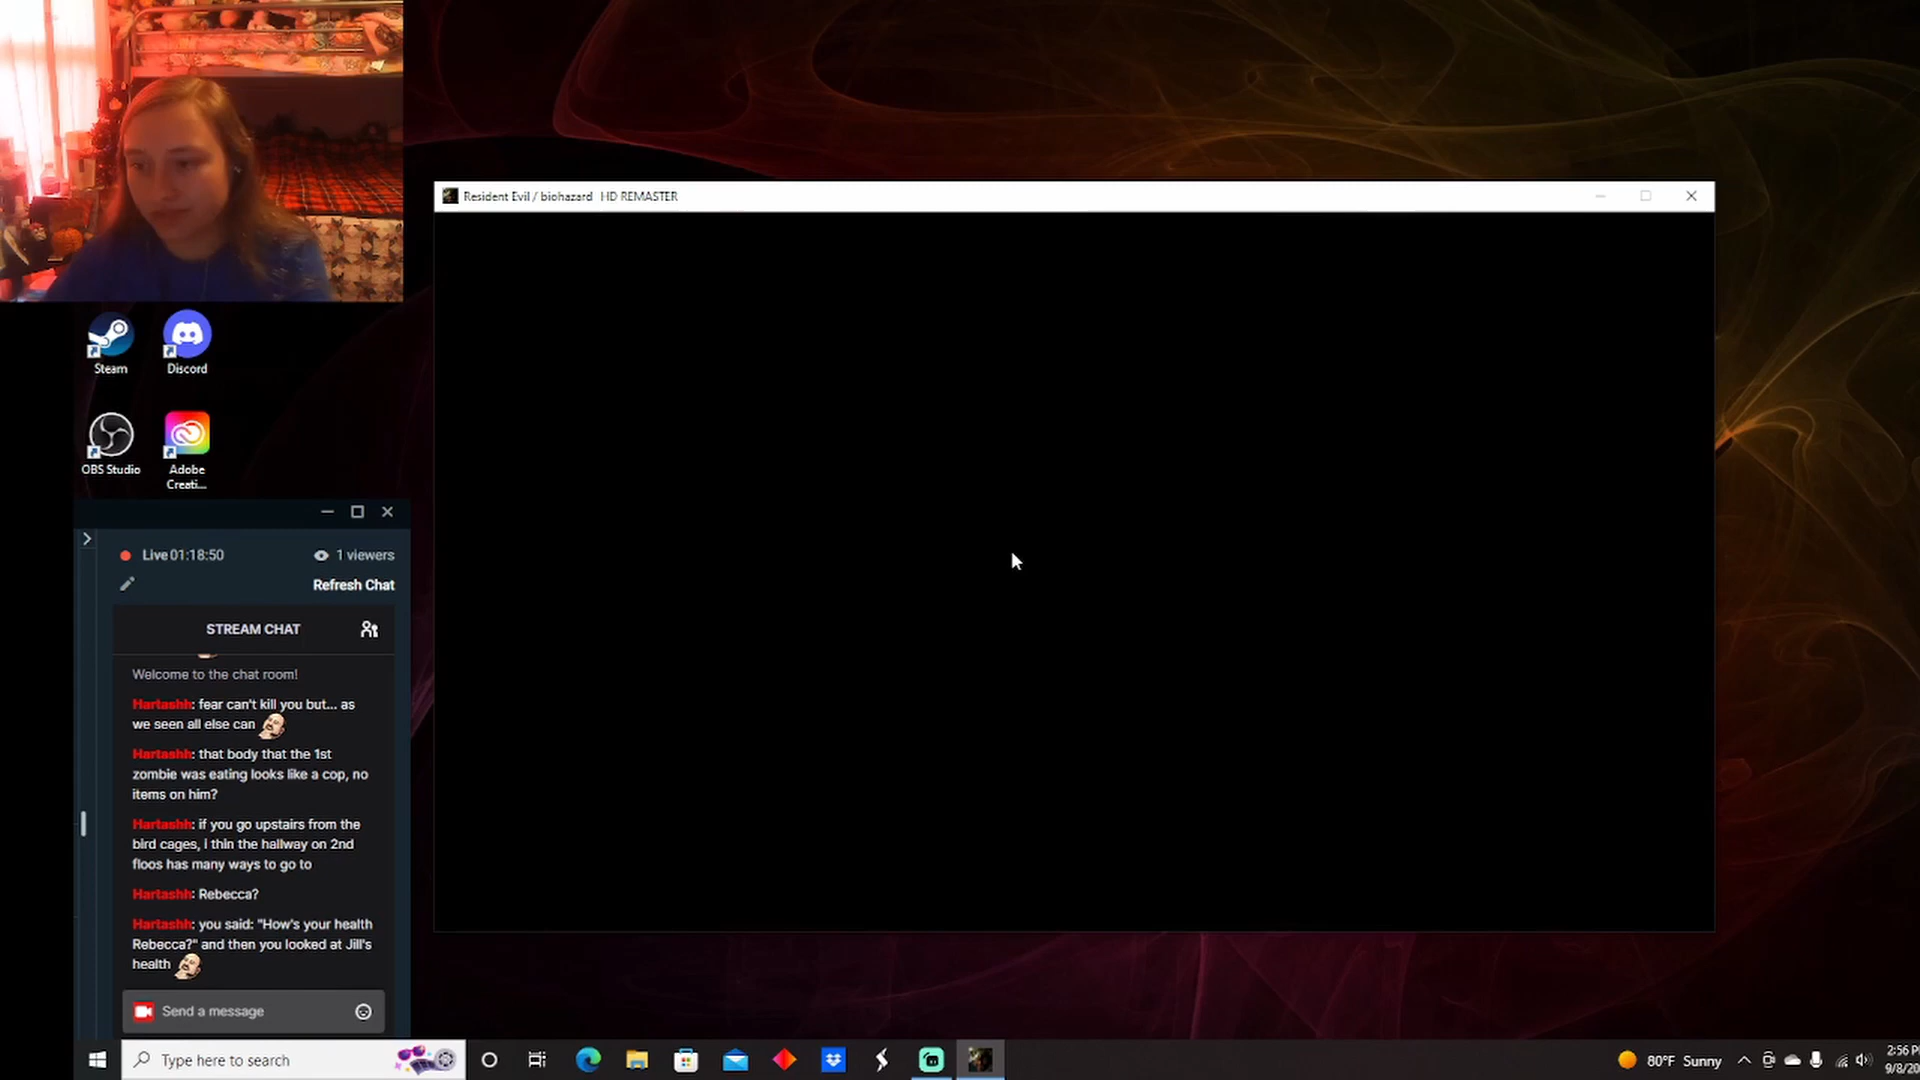 Resident Evil / biohazard HD REMASTER
Steam
Discord
OBS Studio
Adobe
Creati...
Live 01:18:50
1 viewers
Refresh Chat
STREAM CHAT
Welcome to the chat room!
Hartashh: fear can't kill you but... as
we seen all else can
Hartashh: that body that the 1st
zombie was eating looks like a cop, no
items on him?
Hartashh: if you go upstairs from the
bird cages, i thin the hallway on 2nd
floos has many ways to go to
Hartashh: Rebecca?
Hartashh: you said: "How's your health
Rebecca?" and then you looked at Jill's
health
Send a message
Type here to search
80°F Sunny
2:56 P
9/8/20